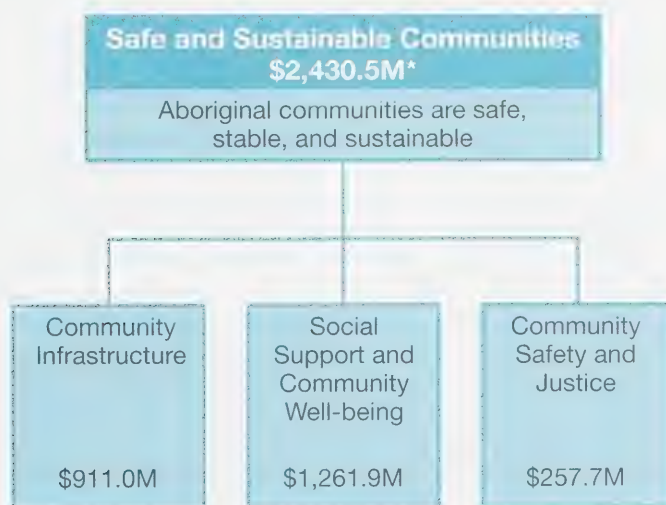 Safe and Sustainable Communities
$2,430.5M*
Aboriginal communities are safe,
stable, and sustainable
Community
Infrastructure
$911.0M
Social
Support and
Community
Well-being
$1,261.9M
Community
Safety and
Justice
$257.7M